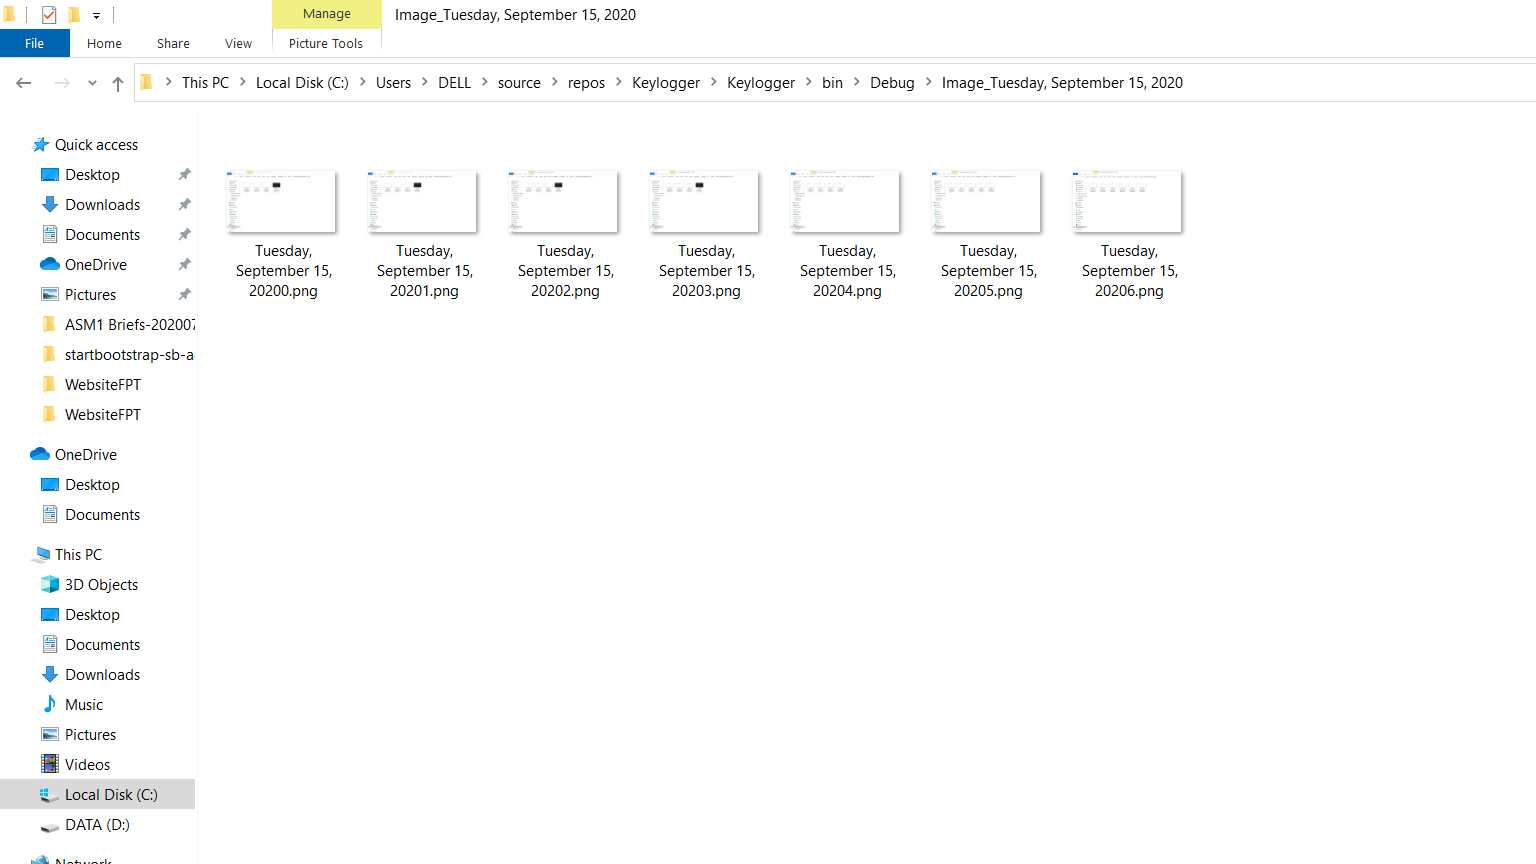 Manage
Image_Tuesday, September 15, 2020
File
Home
Share
View
Picture Tools
This PC
Local Disk (C:)
Users
DELL
source
repos
Keylogger
Keylogger
bin
Debug
Image_Tuesday, September 15, 2020
Quick access
Desktop
Downloads
Documents
OneDrive
Pictures
ASM1 Briefs-202007
startbootstrap-sb-a
WebsiteFPT
WebsiteFPT
OneDrive
Desktop
Documents
This PC
3D Objects
Desktop
Documents
Downloads
Music
Pictures
Videos
Local Disk (C:)
DATA (D:)
Network
Tuesday,
September 15,
20200.png
Tuesday,
September 15,
20201.png
Tuesday,
September 15,
20202.png
Tuesday,
September 15,
20203.png
Tuesday,
September 15,
20204.png
Tuesday,
September 15,
20205.png
Tuesday,
September 15,
20206.png